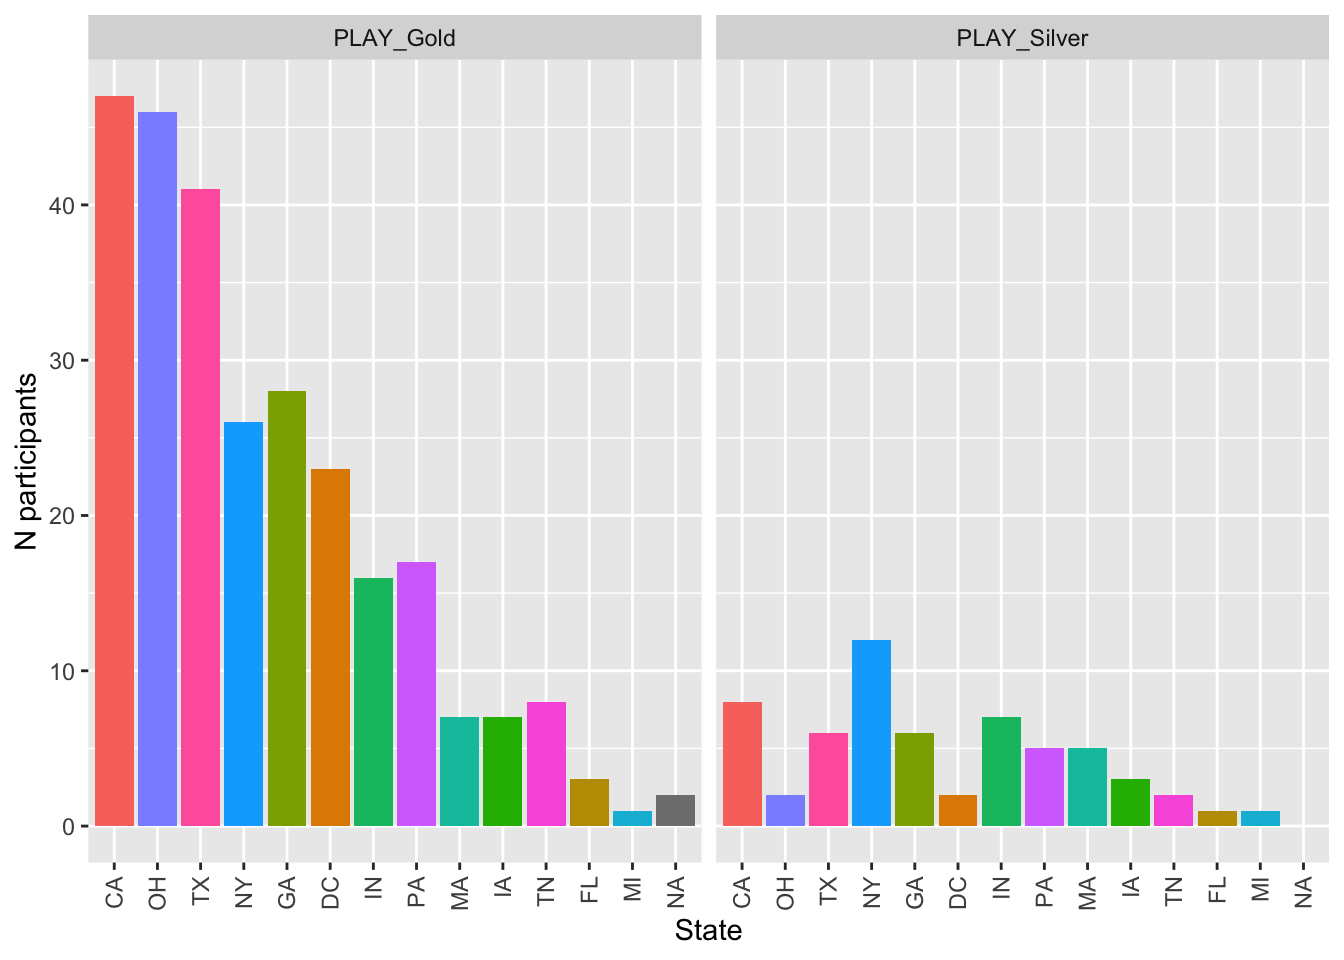 PLAY_Gold
PLAY_Silver
N participants
40
30
20
10
0
CA OH TX NY GA DC IN PA MA IA TN FL MI NA
CA OH TX NY GA DC IN PA MA IA TN FL MI NA
State